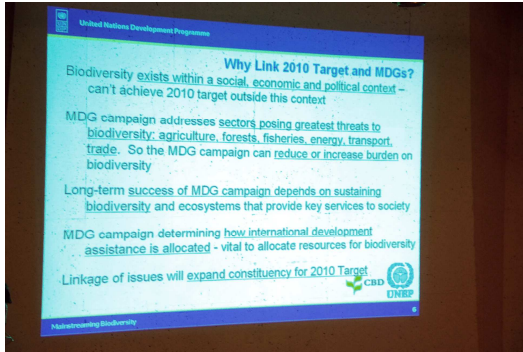 United Nations Development Programme
Why Link 2010 Target and MDGs?
Biodiversity exists within a social, economic and political context –
can't achieve 2010 target outside this context
MDG campaign addresses sectors posing greatest threats to
biodiversity: agriculture, forests, fisheries, energy, transport,
trade. So the MDG campaign can reduce or increase burden on
biodiversity
Long-term success of MDG campaign depends on sustaining
biodiversity and ecosystems that provide key services to society
MDG campaign determining how international development
assistance is allocated - vital to allocate resources for biodiversity
Linkage of issues will expand constituency for 2010 Target
CBD
UNEP
Mainstreaming Biodiversity
6